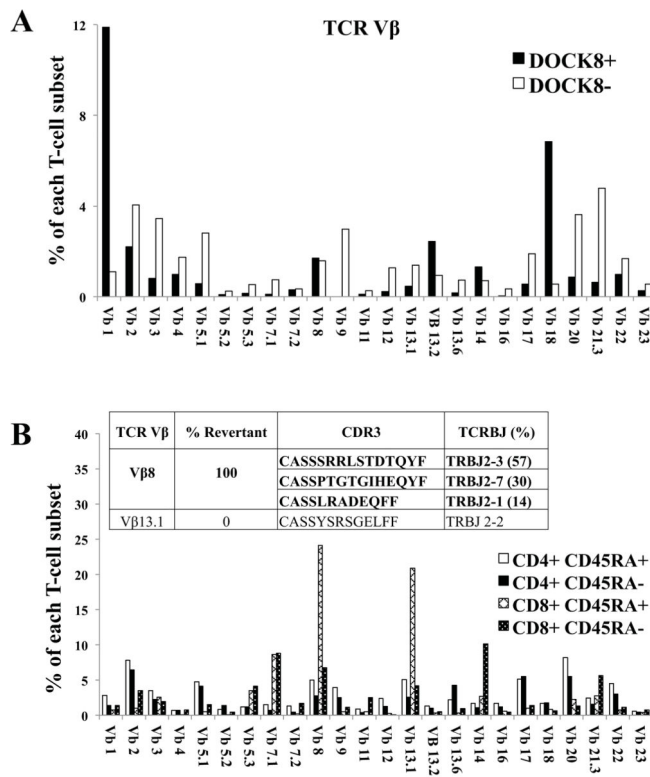 A
TCR Vβ
DOCK8+
DOCK8-
% of each T-cell subset
12
8
4
0
Vb 1
Vb 2
Vb 3
Vb 4
Vb 5.1
Vb 5.2
Vb 5.3
Vb 7.1
Vb 7.2
Vb 8
Vb 9
Vb 11
Vb 12
Vb 13.1
VB 13.2
Vb 13.6
Vb 14
Vb 16
Vb 17
Vb 18
Vb 20
Vb 21.3
Vb 22
Vb 23
B
TCR Vβ % Revertant CDR3 TCRBJ (%)
Vβ8 100 CASSSRRLSTDTQYF TRBJ2-3 (57)
CASSPTGTGIHEQYF TRBJ2-7 (30)
CASSLRADEQFF TRBJ2-1 (14)
Vβ13.1 0 CASSYSRSGELFF TRBJ 2-2
CD4+ CD45RA+
CD4+ CD45RA-
CD8+ CD45RA+
CD8+ CD45RA-
% of each T-cell subset
40
35
30
25
20
15
10
5
0
Vb 1
Vb 2
Vb 3
Vb 4
Vb 5.1
Vb 5.2
Vb 5.3
Vb 7.1
Vb 7.2
Vb 8
Vb 9
Vb 11
Vb 12
Vb 13.1
VB 13.2
Vb 13.6
Vb 14
Vb 16
Vb 17
Vb 18
Vb 20
Vb 21.3
Vb 22
Vb 23